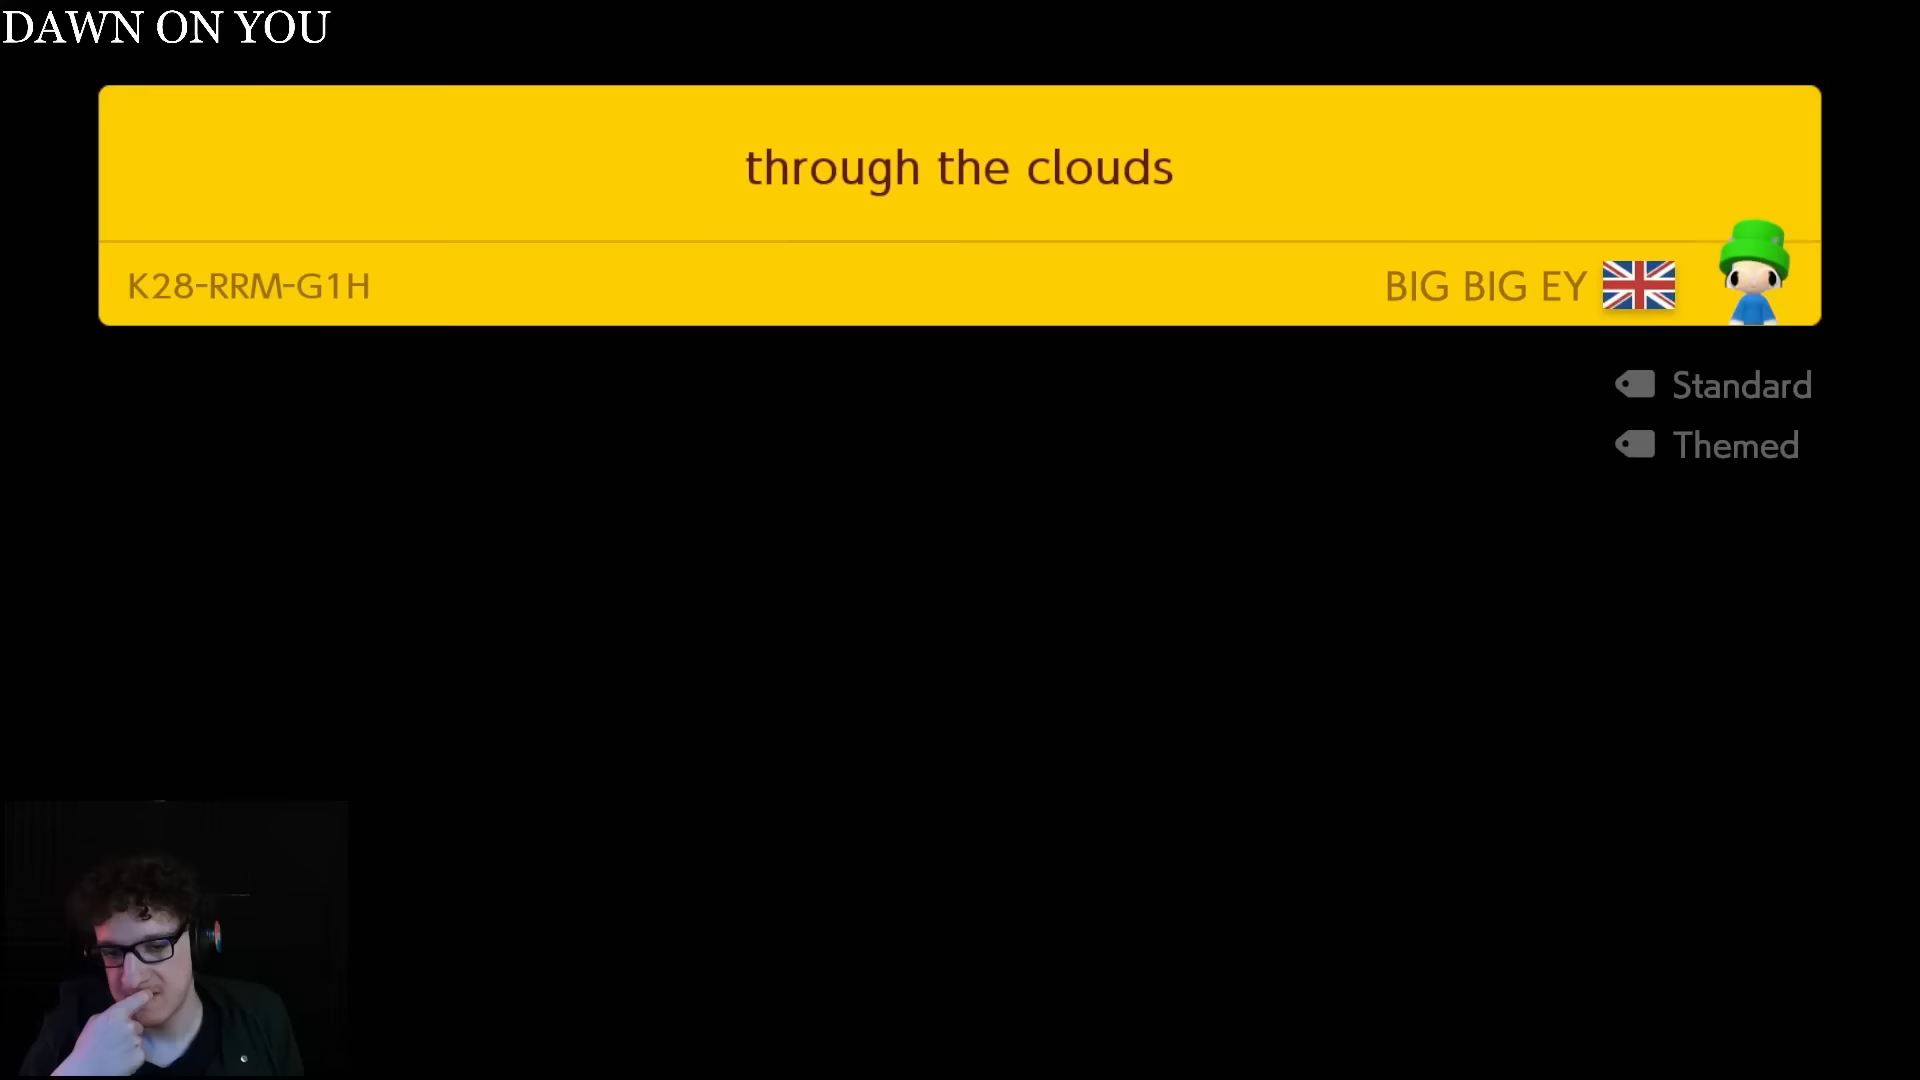 DAWN ON YOU
through the clouds
K28-RRM-G1H
BIG BIG EY
Standard
Themed